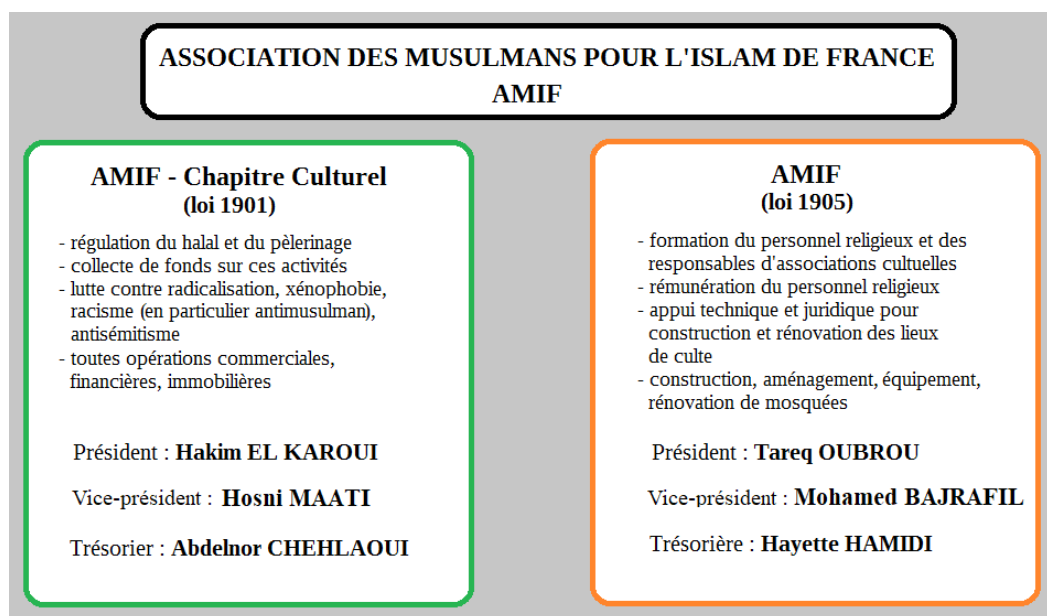 ASSOCIATION DES MUSULMANS POUR L'ISLAM DE FRANCE
AMIF
AMIF - Chapitre Culturel
(loi 1901)
- régulation du halal et du pèlerinage
- collecte de fonds sur ces activités
- lutte contre radicalisation, xénophobie,
racisme (en particulier antimusulman),
antisémitisme
- toutes opérations commerciales,
financières, immobilières
Président : Hakim EL KAROUI
Vice-président : Hosni MAATI
Trésorier : Abdelnor CHEHLAOUI
AMIF
(loi 1905)
- formation du personnel religieux et des
responsables d'associations cultuelles
- rémunération du personnel religieux
- appui technique et juridique pour
construction et rénovation des lieux
de culte
- construction, aménagement, équipement,
rénovation de mosquées
Président : Tareq OUBROU
Vice-président : Mohamed BAJRAFIL
Trésorière : Hayette HAMIDI